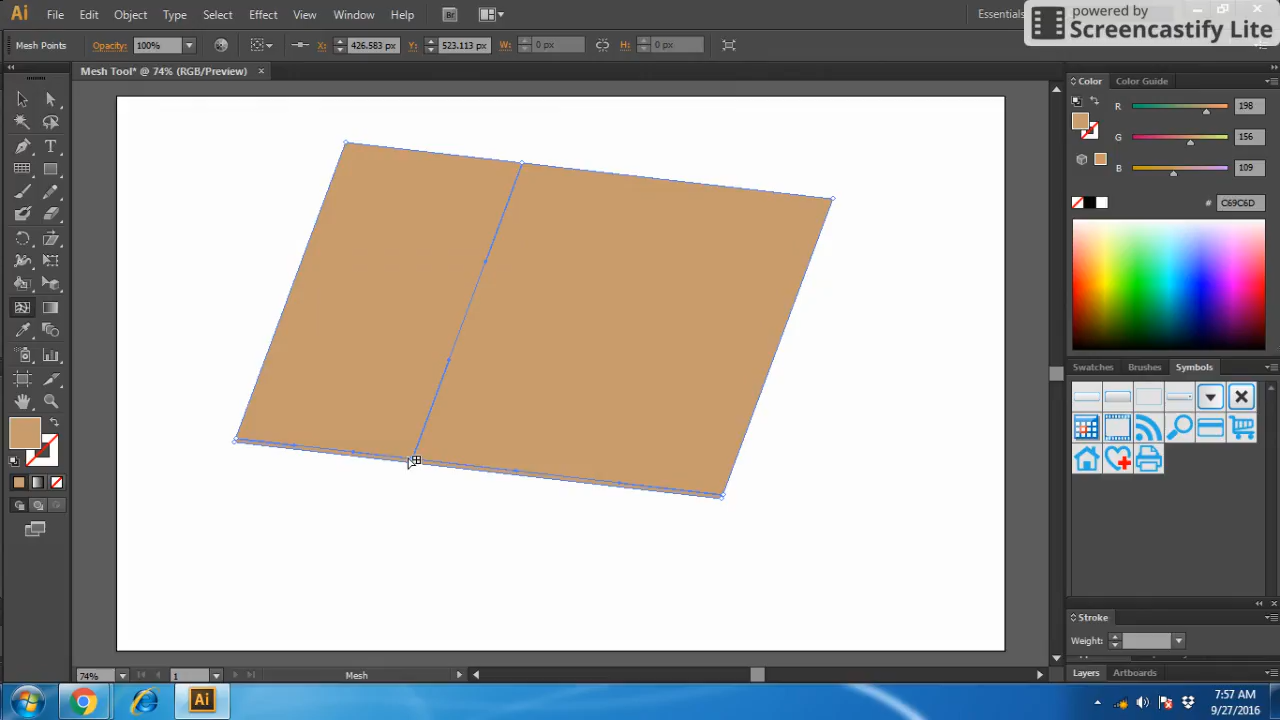 Ai File Edit Object Type Select Effect View Window Help Br Essentials
powered by
Screencastify Lite
Mesh Points Opacity: 100% X: 426.583 px Y: 523.113 px W: 0 px H: 0 px
Mesh Tool* @ 74% (RGB/Preview) ×
Color Color Guide
R 198
G 156
B 109
# C69C6D
Swatches Brushes Symbols
T
Stroke
Weight:
Layers Artboards
74% 1 Mesh
Ai
7:57 AM
9/27/2016